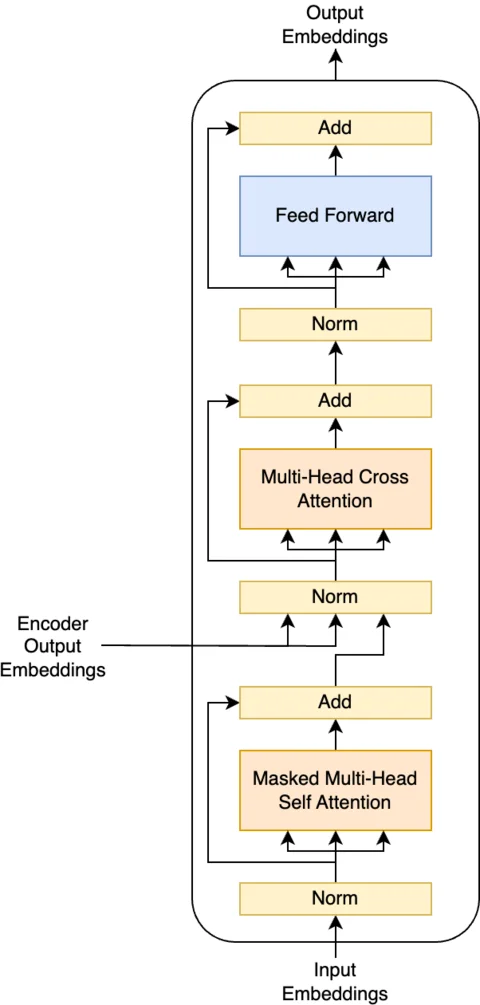 Output
Embeddings
Add
Feed Forward
Norm
Add
Multi-Head Cross
Attention
Norm
Encoder
Output
Embeddings
Add
Masked Multi-Head
Self Attention
Norm
Input
Embeddings